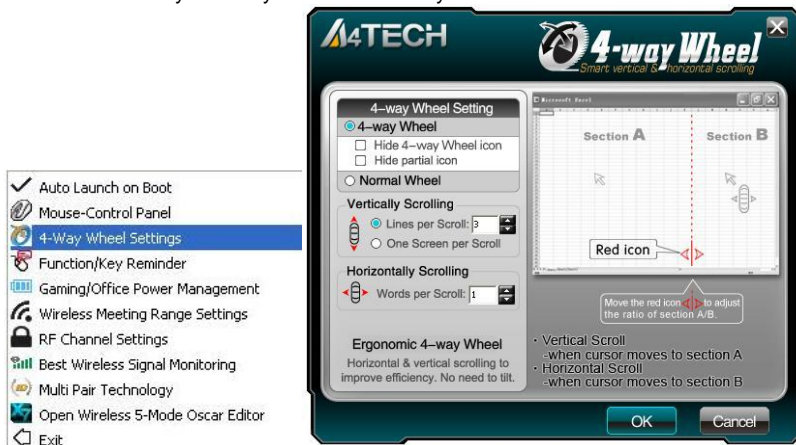 Auto Launch on Boot
Mouse-Control Panel
4-Way Wheel Settings
Function/Key Reminder
Gaming/Office Power Management
Wireless Meeting Range Settings
RF Channel Settings
Best Wireless Signal Monitoring
Multi Pair Technology
Open Wireless 5-Mode Oscar Editor
Exit
A4TECH
4-way Wheel
Smart vertical & horizontal scrolling
4-way Wheel Setting
4-way Wheel
Hide 4-way Wheel icon
Hide partial icon
Normal Wheel
Vertically Scrolling
Lines per Scroll: 3
One Screen per Scroll
Horizontally Scrolling
Words per Scroll: 1
Ergonomic 4-way Wheel
Horizontal & vertical scrolling to
improve efficiency. No need to tilt.
Microsoft Excel
Section A
Section B
Red icon
Move the red icon to adjust
the ratio of section A/B.
· Vertical Scroll
-when cursor moves to section A
· Horizontal Scroll
-when cursor moves to section B
OK
Cancel